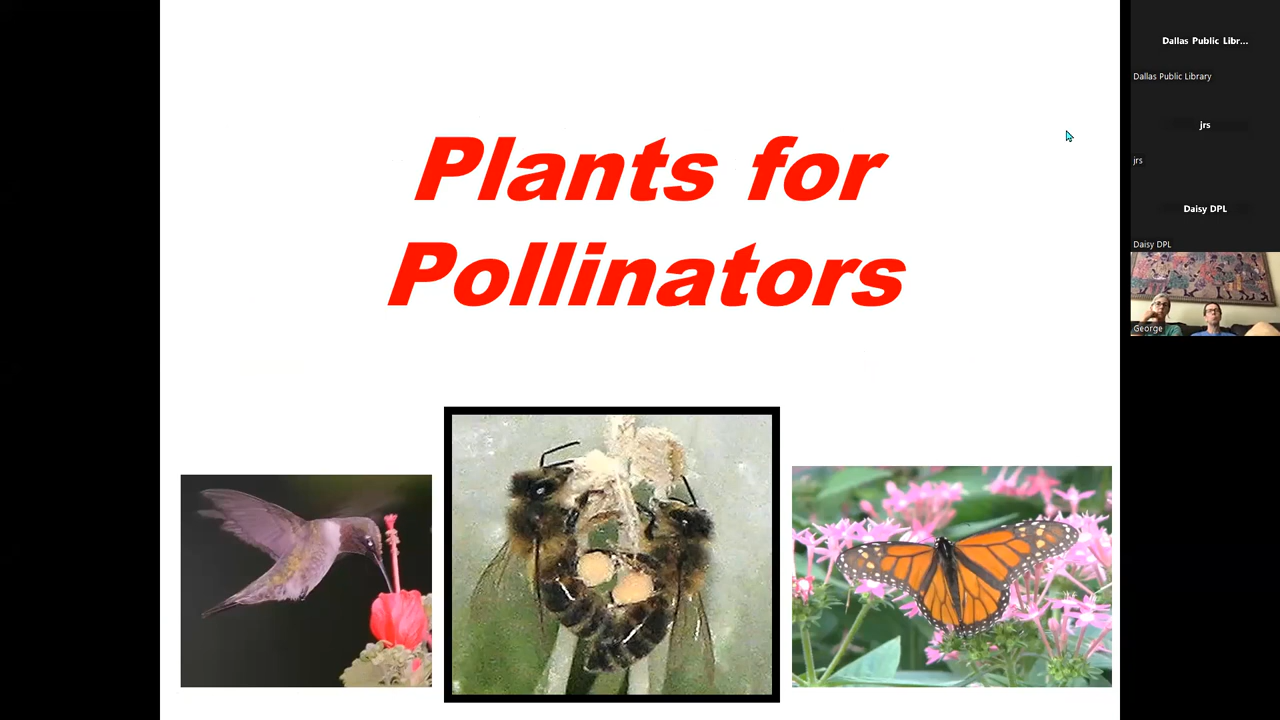 Plants for
Pollinators
Dallas Public Libr...
Dallas Public Library
jrs
jrs
Daisy DPL
Daisy DPL
George